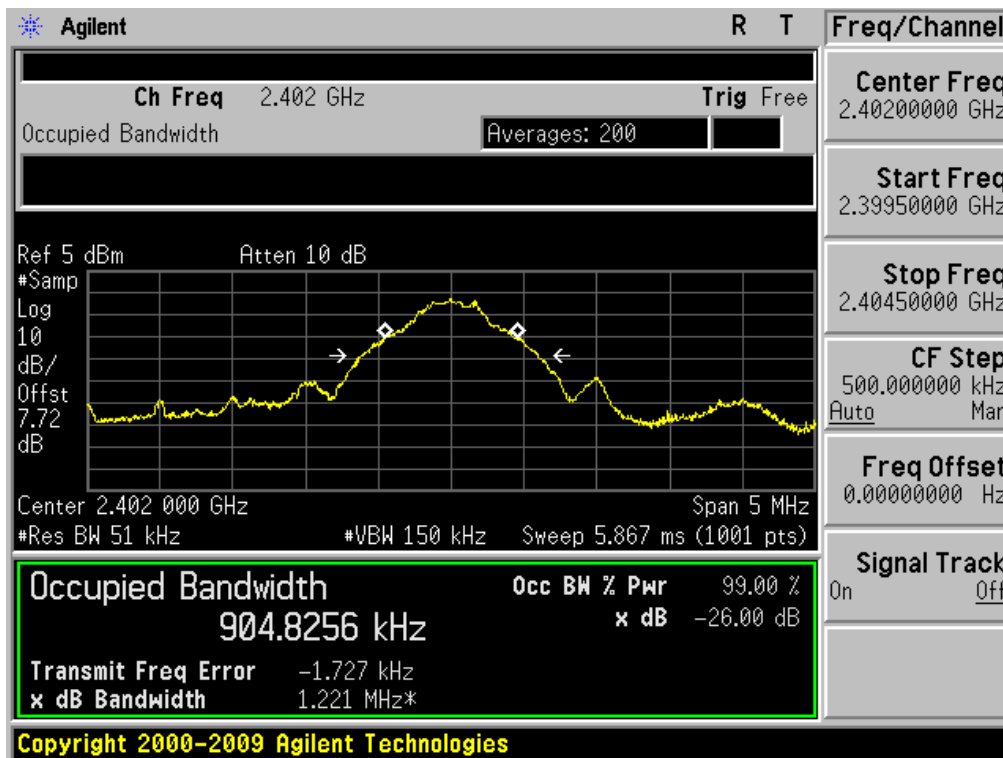 Agilent R T Freq/Channel
Ch Freq 2.402 GHz Trig Free
Occupied Bandwidth Averages: 200
Center Freq
2.40200000 GHz
Start Freq
2.39950000 GHz
Stop Freq
2.40450000 GHz
CF Step
500.000000 kHz
Auto Man
Freq Offset
0.00000000 Hz
Signal Track
On Off
Ref 5 dBm Atten 10 dB
#Samp
Log
10
dB/
Offst
7.72
dB
Center 2.402 000 GHz Span 5 MHz
#Res BW 51 kHz #VBW 150 kHz Sweep 5.867 ms (1001 pts)
Occupied Bandwidth Occ BW % Pwr 99.00 %
904.8256 kHz x dB -26.00 dB
Transmit Freq Error -1.727 kHz
x dB Bandwidth 1.221 MHz*
Copyright 2000-2009 Agilent Technologies